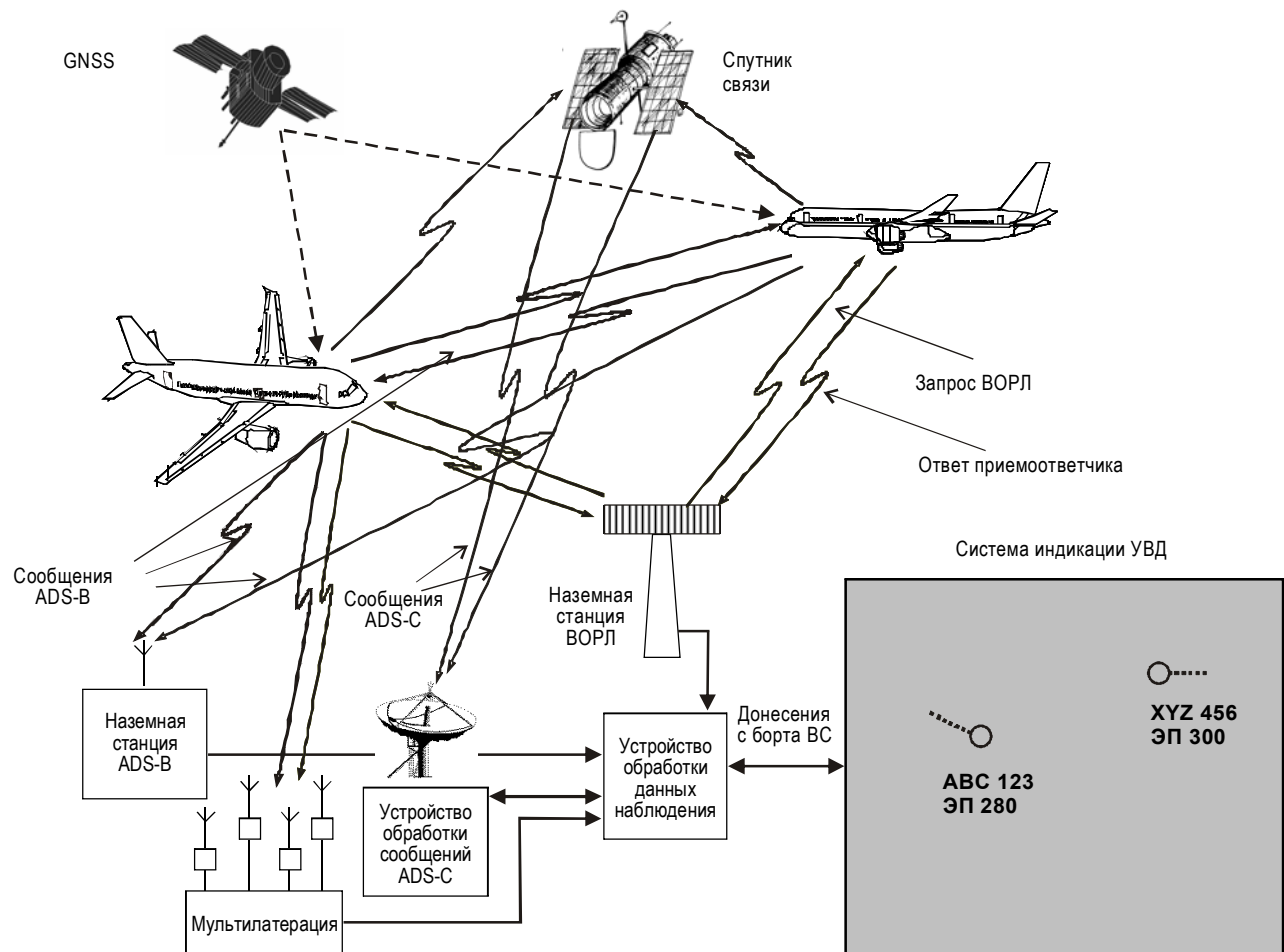 GNSS
Спутник
связи
Запрос ВОРЛ
Ответ приемоответчика
Система индикации УВД
Сообщения
ADS-B
Сообщения
ADS-C
Наземная
станция
ВОРЛ
Наземная
станция
ADS-B
Устройство
обработки
сообщений
ADS-C
Мультилатерация
Устройство
обработки
данных
наблюдения
Донесения
с борта ВС
ABC 123
ЭП 280
XYZ 456
ЭП 300